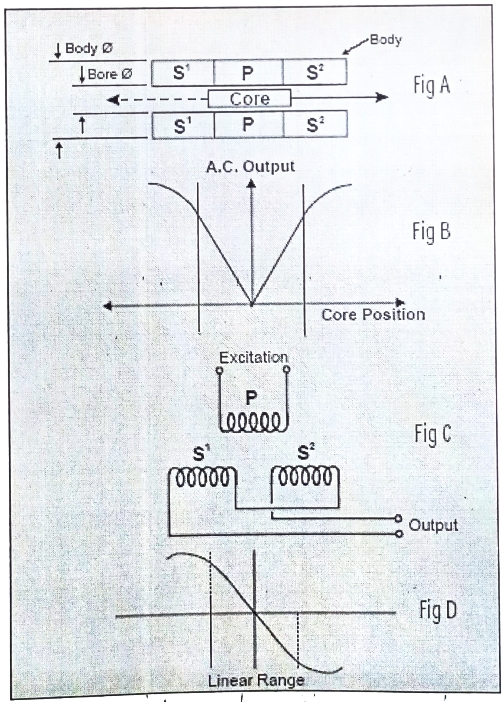 Body Ø
Body
Bore Ø
S¹ P S²
Fig A
Core
S¹ P S²
A.C. Output
Fig B
Core Position
Excitation
P
Fig C
S¹ S²
Output
Fig D
Linear Range